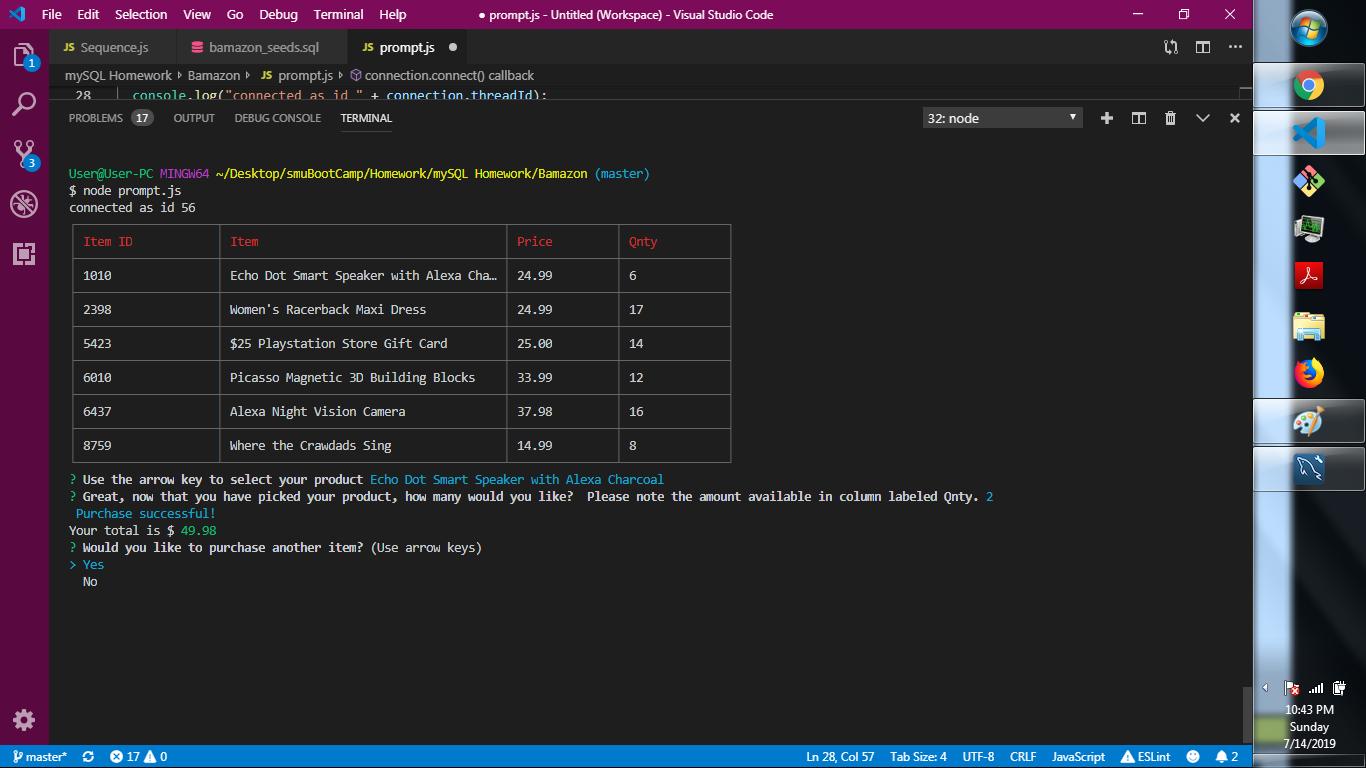 File Edit Selection View Go Debug Terminal Help ● prompt.js - Untitled (Workspace) - Visual Studio Code
JS Sequence.js bamazon_seeds.sql JS prompt.js ●
1
mySQL Homework › Bamazon › JS prompt.js › connection.connect() callback
28 console.log("connected as id " + connection.threadId);
PROBLEMS 17 OUTPUT DEBUG CONSOLE TERMINAL 32: node
3
User@User-PC MINGW64 ~/Desktop/smuBootCamp/Homework/mySQL Homework/Bamazon (master)
$ node prompt.js
connected as id 56
Item ID Item Price Qnty
1010 Echo Dot Smart Speaker with Alexa Cha… 24.99 6
2398 Women's Racerback Maxi Dress 24.99 17
5423 $25 Playstation Store Gift Card 25.00 14
6010 Picasso Magnetic 3D Building Blocks 33.99 12
6437 Alexa Night Vision Camera 37.98 16
8759 Where the Crawdads Sing 14.99 8
? Use the arrow key to select your product Echo Dot Smart Speaker with Alexa Charcoal
? Great, now that you have picked your product, how many would you like?  Please note the amount available in column labeled Qnty. 2
Purchase successful!
Your total is $ 49.98
? Would you like to purchase another item? (Use arrow keys)
> Yes
No
10:43 PM
Sunday
7/14/2019
master* 17 0 Ln 28, Col 57 Tab Size: 4 UTF-8 CRLF JavaScript ESLint 2